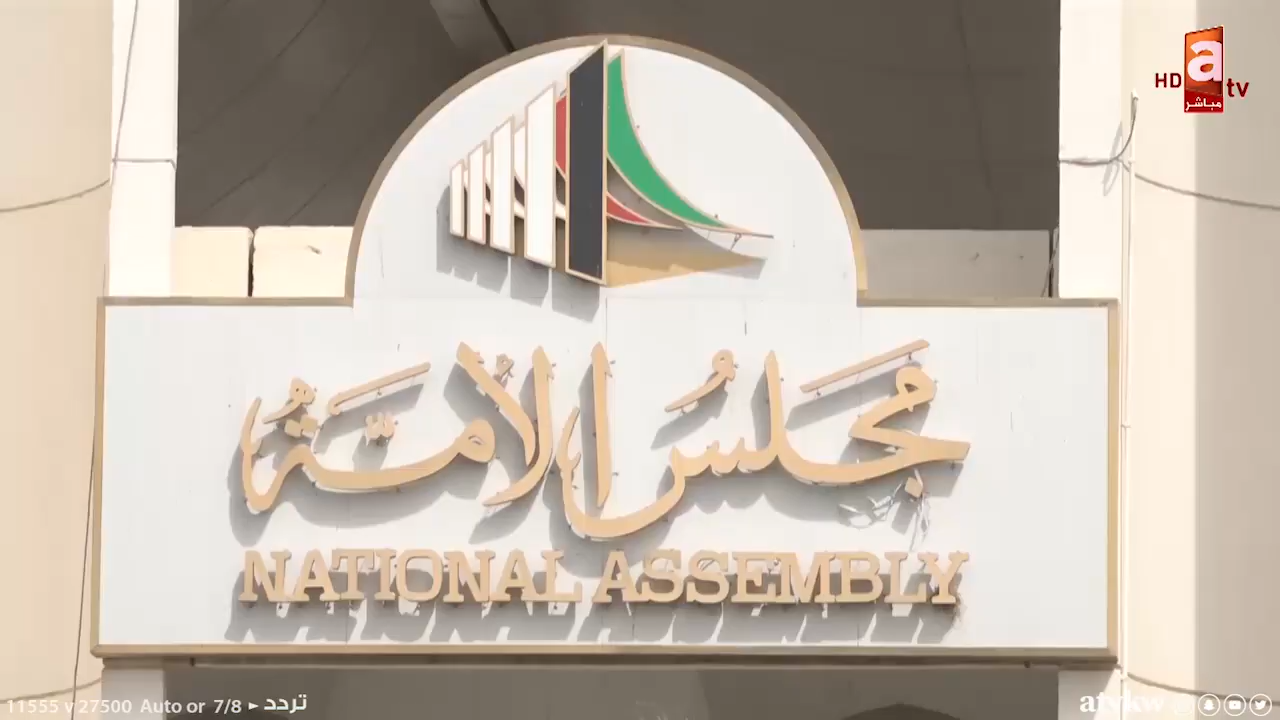 HD a tv
مباشر
مجلس الأمة
NATIONAL ASSEMBLY
11555 v 27500 Auto or 7/8 ► تردد
atvkw